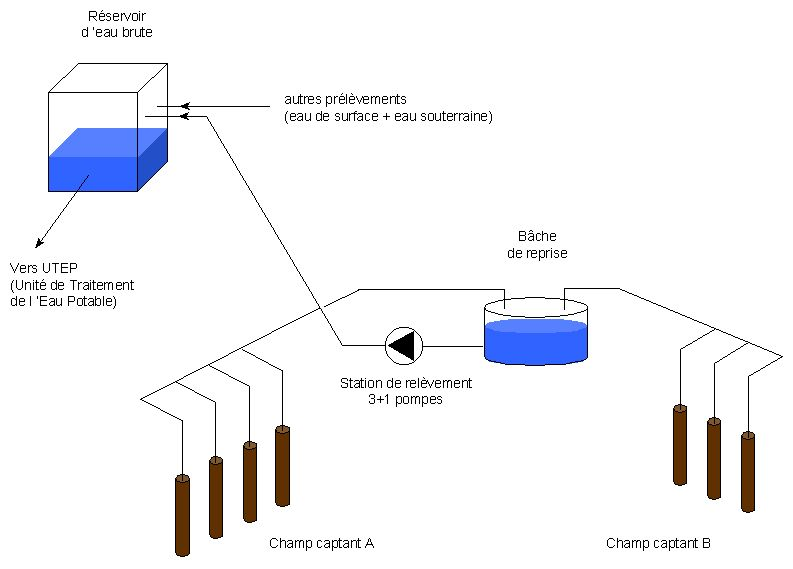 Réservoir
d 'eau brute
autres prélèvements
(eau de surface + eau souterraine)
Bâche
de reprise
Vers UTEP
(Unité de Traitement
de l 'Eau Potable)
Station de relèvement
3+1 pompes
Champ captant A
Champ captant B